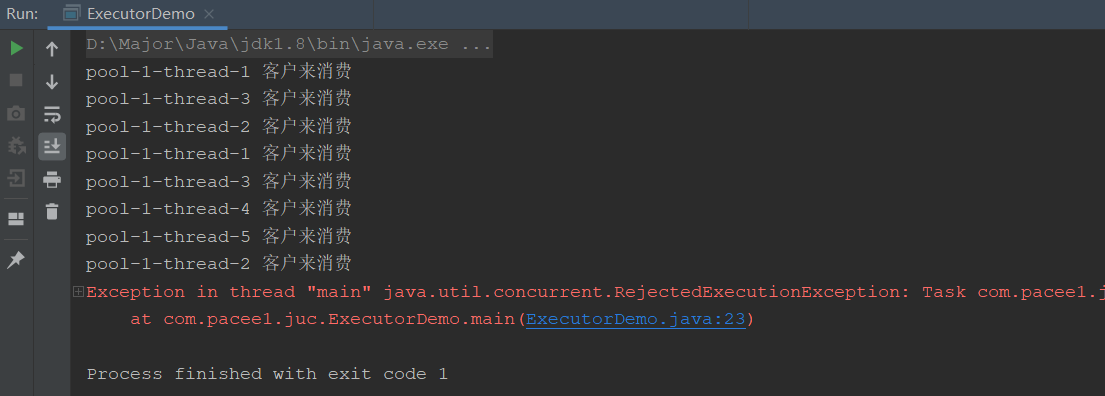 Run: ExecutorDemo
D:\Major\Java\jdk1.8\bin\java.exe ...
pool-1-thread-1 客户来消费
pool-1-thread-3 客户来消费
pool-1-thread-2 客户来消费
pool-1-thread-1 客户来消费
pool-1-thread-3 客户来消费
pool-1-thread-4 客户来消费
pool-1-thread-5 客户来消费
pool-1-thread-2 客户来消费
Exception in thread "main" java.util.concurrent.RejectedExecutionException: Task com.pacee1.j
at com.pacee1.juc.ExecutorDemo.main(ExecutorDemo.java:23)
Process finished with exit code 1